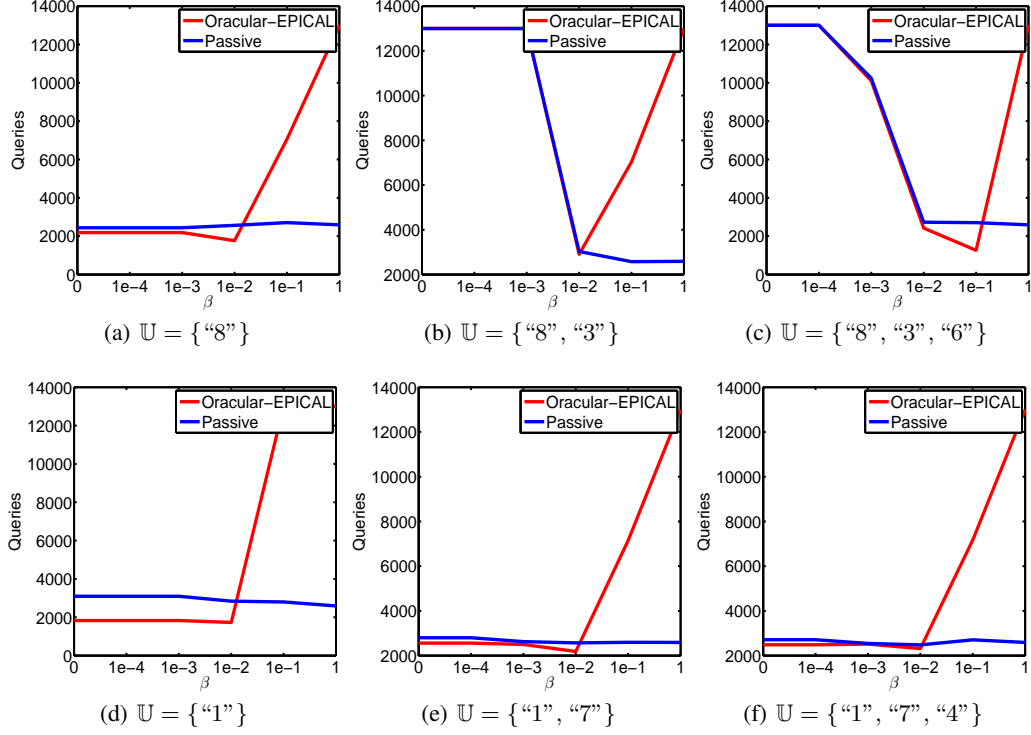 14000
12000
10000
8000
6000
4000
2000
0
Queries
Oracular−EPICAL
Passive
0 1e−4 1e−3 1e−2 1e−1 1
β
(a) 𝕌 = {“8”}
14000
12000
10000
8000
6000
4000
2000
Queries
Oracular−EPICAL
Passive
0 1e−4 1e−3 1e−2 1e−1 1
β
(b) 𝕌 = {“8”, “3”}
14000
12000
10000
8000
6000
4000
2000
0
Queries
Oracular−EPICAL
Passive
0 1e−4 1e−3 1e−2 1e−1 1
β
(c) 𝕌 = {“8”, “3”, “6”}
14000
12000
10000
8000
6000
4000
2000
0
Queries
Oracular−EPICAL
Passive
0 1e−4 1e−3 1e−2 1e−1 1
β
(d) 𝕌 = {“1”}
14000
12000
10000
8000
6000
4000
2000
Queries
Oracular−EPICAL
Passive
0 1e−4 1e−3 1e−2 1e−1 1
β
(e) 𝕌 = {“1”, “7”}
14000
12000
10000
8000
6000
4000
2000
Queries
Oracular−EPICAL
Passive
0 1e−4 1e−3 1e−2 1e−1 1
β
(f) 𝕌 = {“1”, “7”, “4”}